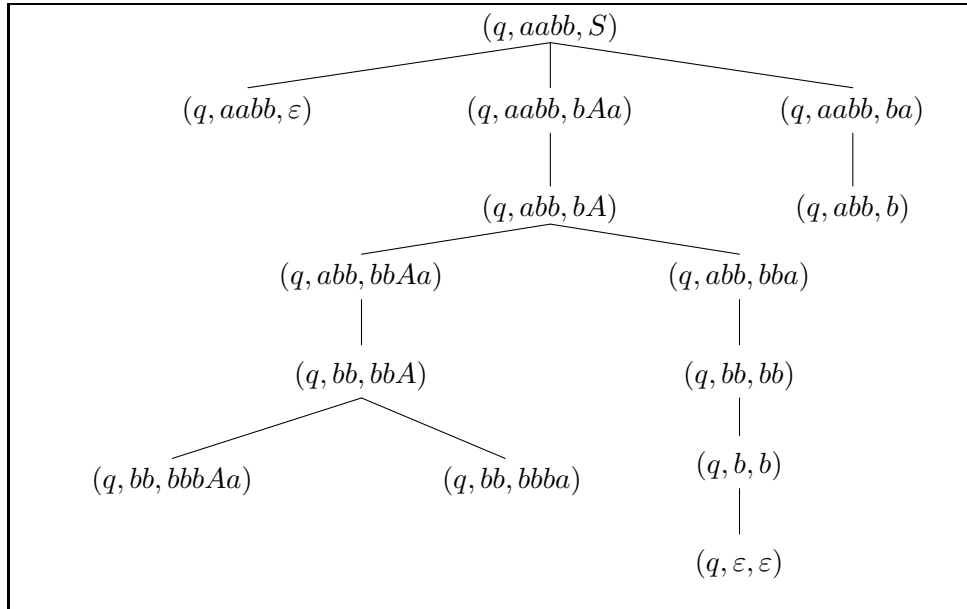 (q, aabb, S)
(q, aabb, ε) (q, aabb, bAa) (q, aabb, ba)
(q, abb, bA) (q, abb, b)
(q, abb, bbAa) (q, abb, bba)
(q, bb, bbA) (q, bb, bb)
(q, bb, bbbAa) (q, bb, bbba) (q, b, b)
(q, ε, ε)